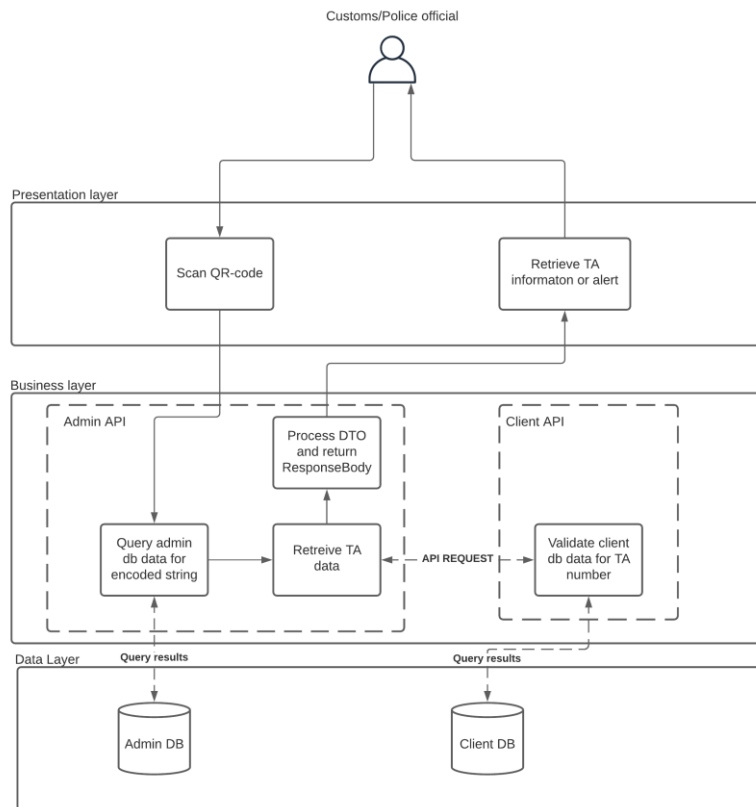 Customs/Police official
Presentation layer
Scan QR-code
Retrieve TA
informaton or alert
Business layer
Admin API
Client API
Process DTO
and return
ResponseBody
Query admin
db data for
encoded string
Retreive TA
data
API REQUEST
Validate client
db data for TA
number
Query results
Query results
Data Layer
Admin DB
Client DB